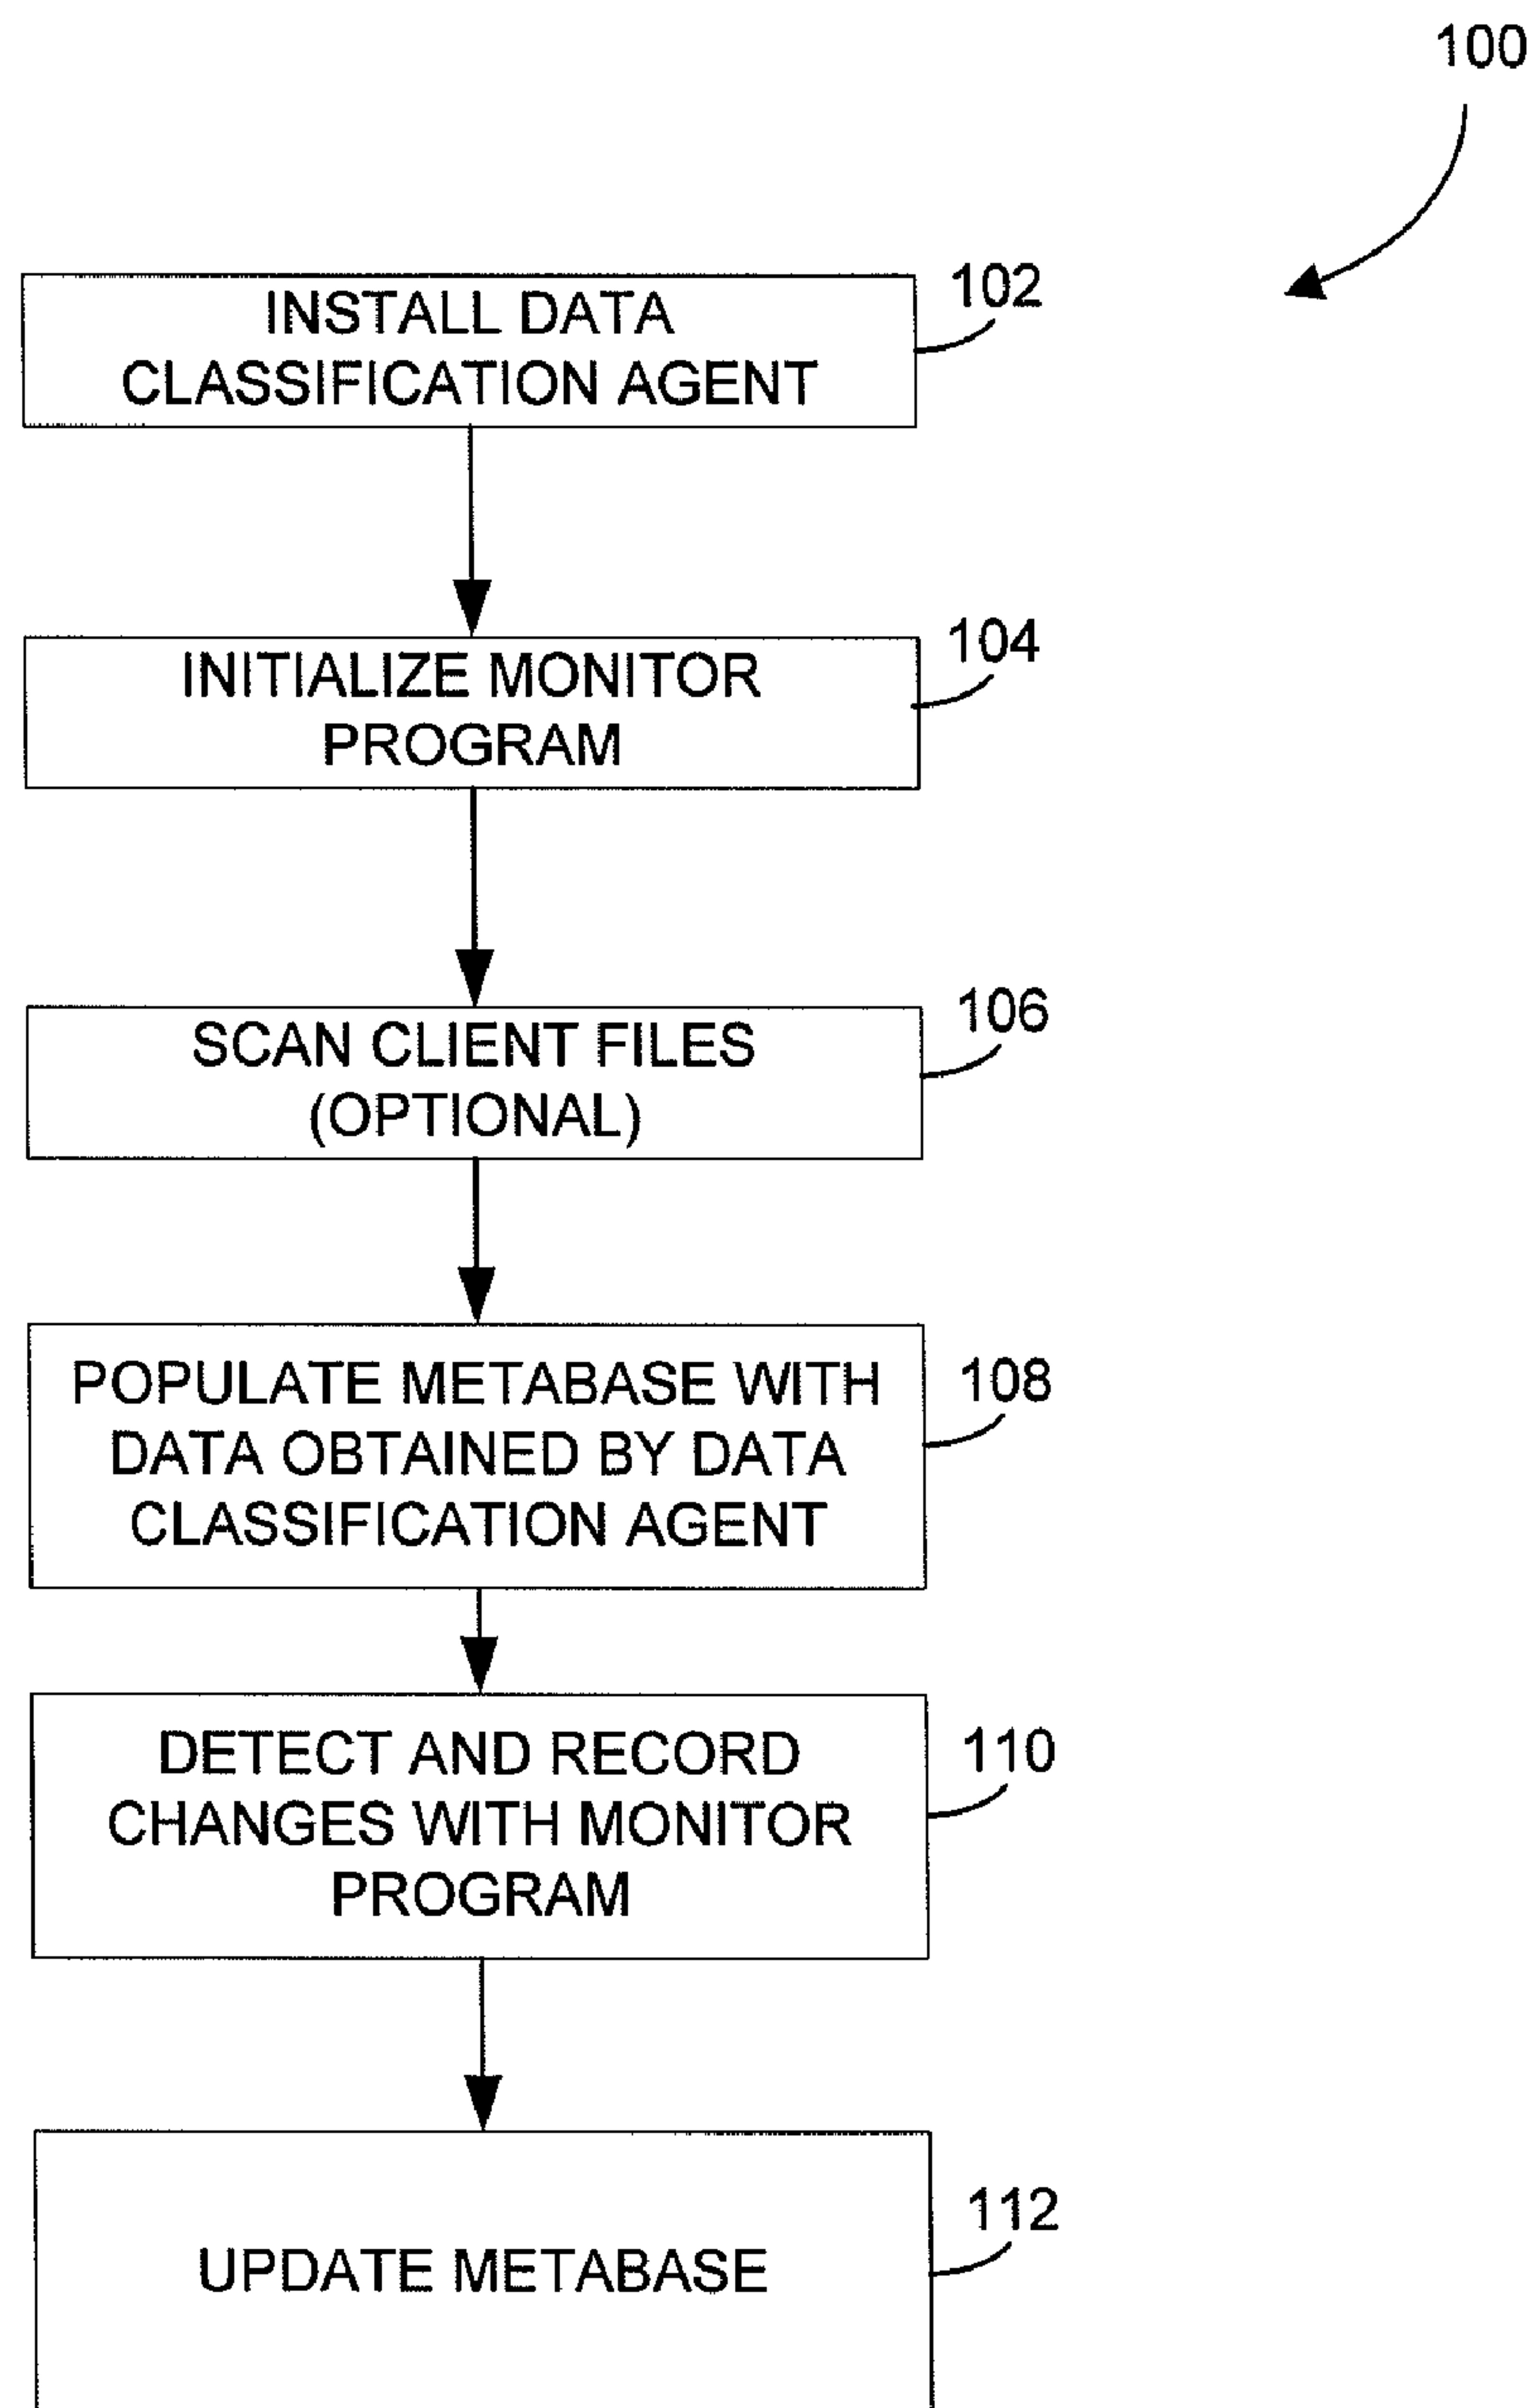 100
INSTALL DATA
CLASSIFICATION AGENT
102
INITIALIZE MONITOR
PROGRAM
104
SCAN CLIENT FILES
(OPTIONAL)
106
POPULATE METABASE WITH
DATA OBTAINED BY DATA
CLASSIFICATION AGENT
108
DETECT AND RECORD
CHANGES WITH MONITOR
PROGRAM
110
UPDATE METABASE
112